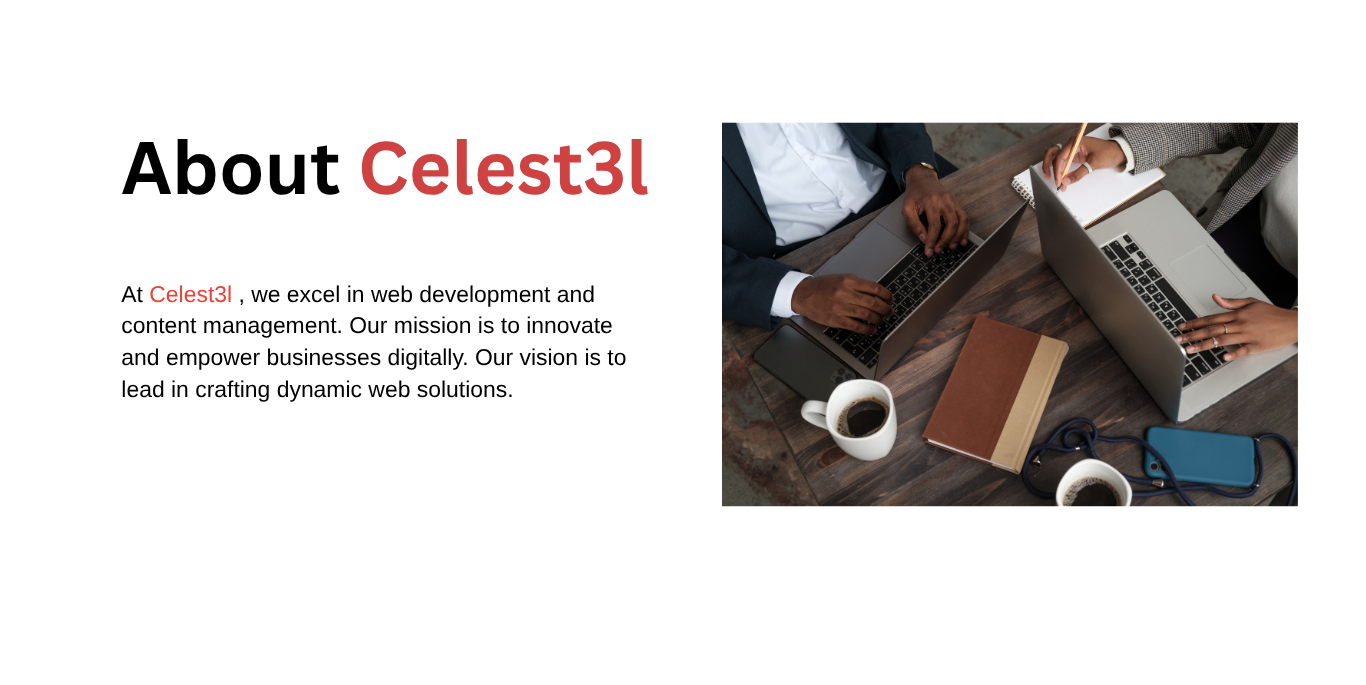 About Celest3l
At Celest3l , we excel in web development and
content management. Our mission is to innovate
and empower businesses digitally. Our vision is to
lead in crafting dynamic web solutions.